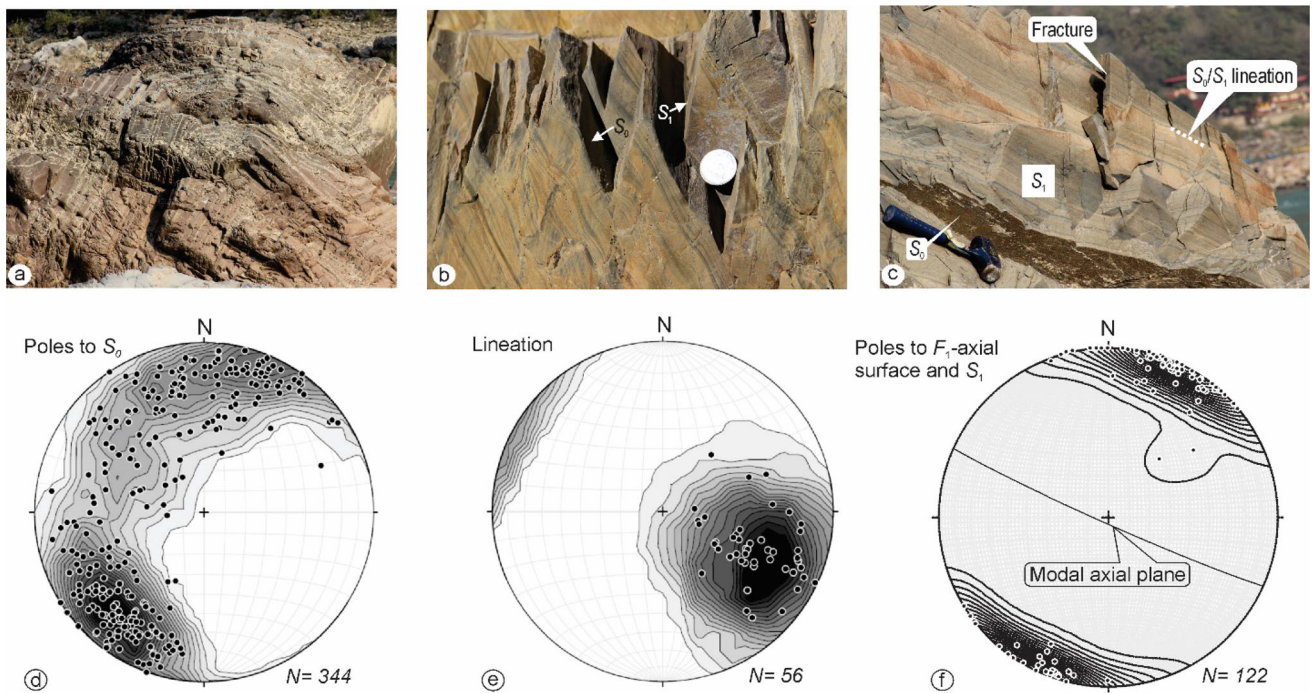 Fracture
S₀/S₁ lineation
S₁
S₀
S₁
S₀
a
b
c
N
Poles to S₀
N= 344
d
N
Lineation
N= 56
e
N
Poles to F₁-axial
surface and S₁
Modal axial plane
N= 122
f